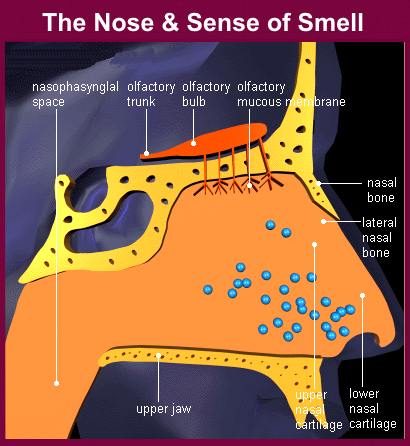 The Nose & Sense of Smell
nasophasynglal
space
olfactory
trunk
olfactory
bulb
olfactory
mucous membrane
nasal
bone
lateral
nasal
bone
upper jaw
upper
nasal
cartilage
lower
nasal
cartilage